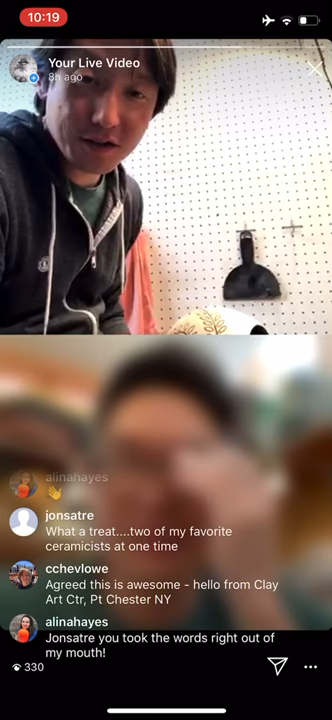 10:19
Your Live Video
8h ago
alinahayes
👋
jonsatre
What a treat....two of my favorite
ceramicists at one time
cchevlowe
Agreed this is awesome - hello from Clay
Art Ctr, Pt Chester NY
alinahayes
Jonsatre you took the words right out of
my mouth!
330